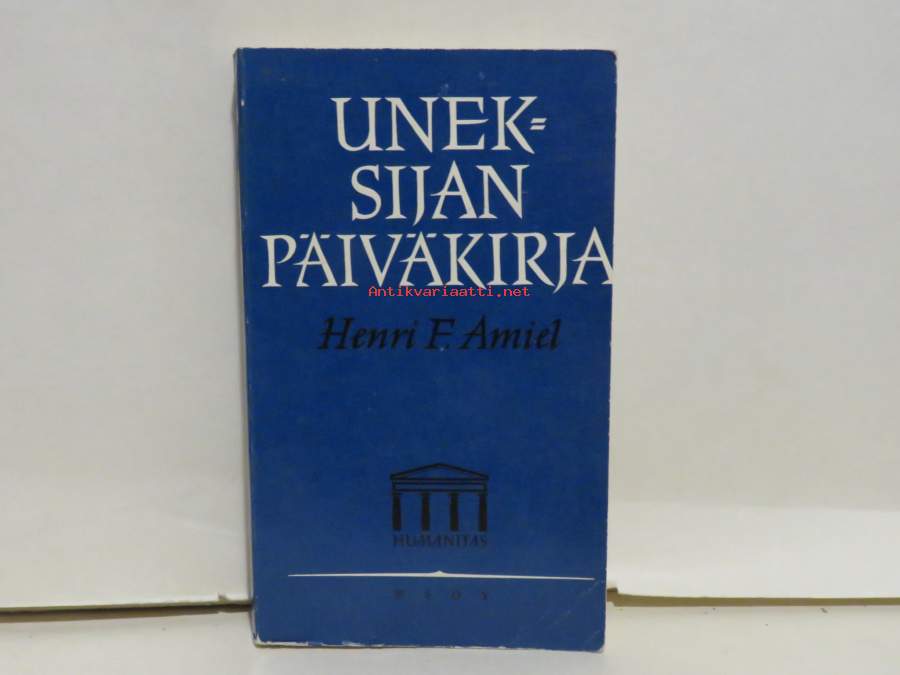 UNEK=
SIJAN
PÄIVÄKIRJA
Antikvariaatti.net
Henri F. Amiel
HUMANITAS
WSOY